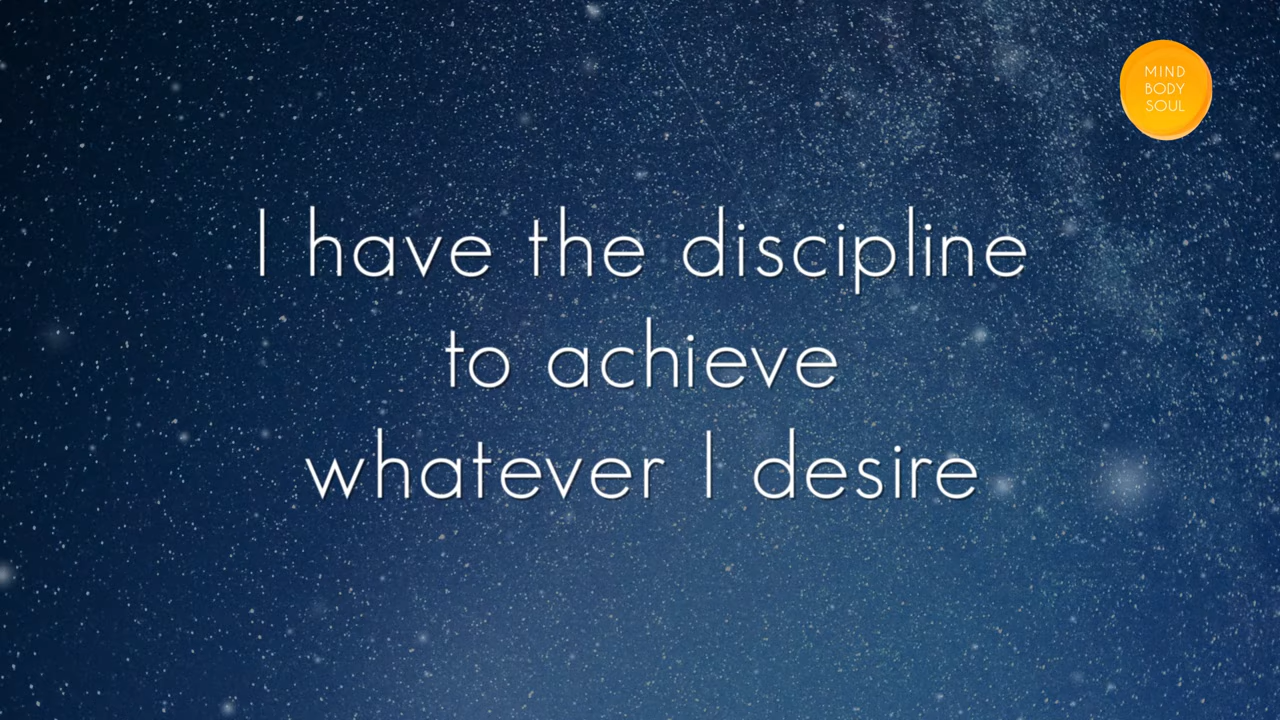 MIND
BODY
SOUL
I have the discipline
to achieve
whatever I desire